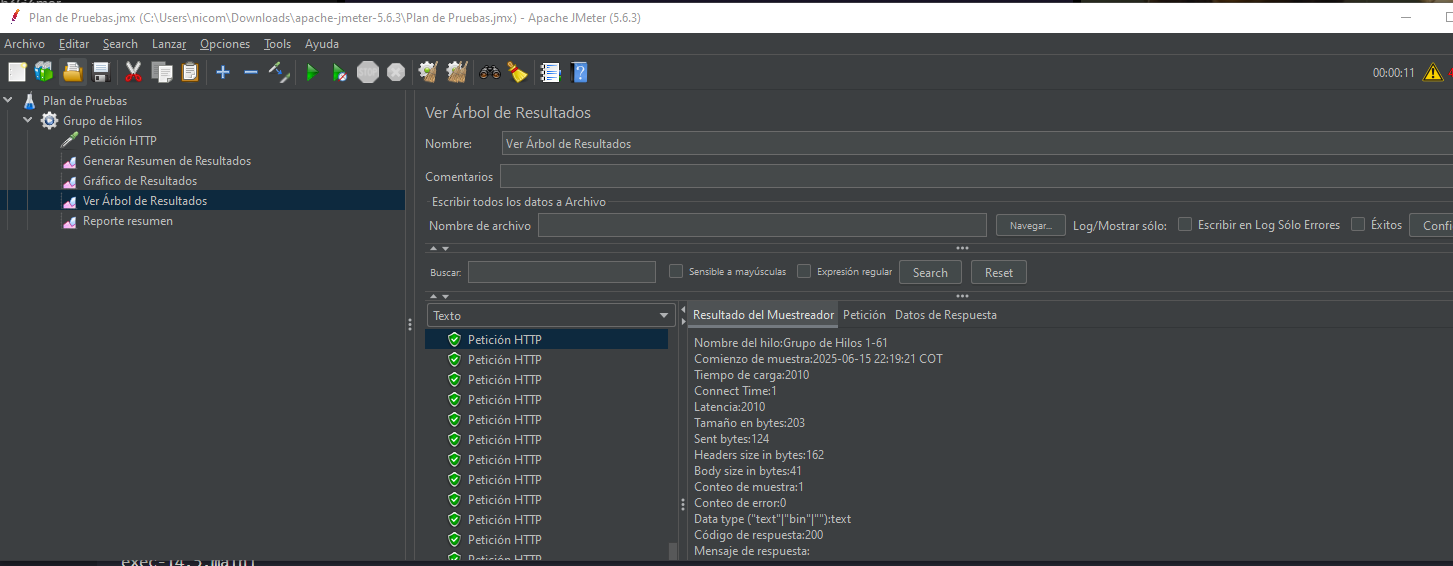 Plan de Pruebas.jmx (C:\Users\nicom\Downloads\apache-jmeter-5.6.3\Plan de Pruebas.jmx) - Apache JMeter (5.6.3)
Archivo Editar Search Lanzar Opciones Tools Ayuda
STOP
00:00:11
Plan de Pruebas
Grupo de Hilos
Petición HTTP
Generar Resumen de Resultados
Gráfico de Resultados
Ver Árbol de Resultados
Reporte resumen
Ver Árbol de Resultados
Nombre: Ver Árbol de Resultados
Comentarios
Escribir todos los datos a Archivo
Nombre de archivo Navegar... Log/Mostrar sólo: Escribir en Log Sólo Errores Éxitos Confi
Buscar: Sensible a mayúsculas Expresión regular Search Reset
Texto
Petición HTTP
Petición HTTP
Petición HTTP
Petición HTTP
Petición HTTP
Petición HTTP
Petición HTTP
Petición HTTP
Petición HTTP
Petición HTTP
Petición HTTP
Petición HTTP
Resultado del Muestreador Petición Datos de Respuesta
Nombre del hilo:Grupo de Hilos 1-61
Comienzo de muestra:2025-06-15 22:19:21 COT
Tiempo de carga:2010
Connect Time:1
Latencia:2010
Tamaño en bytes:203
Sent bytes:124
Headers size in bytes:162
Body size in bytes:41
Conteo de muestra:1
Conteo de error:0
Data type ("text"|"bin"|""):text
Código de respuesta:200
Mensaje de respuesta:
exec-14,5,main]